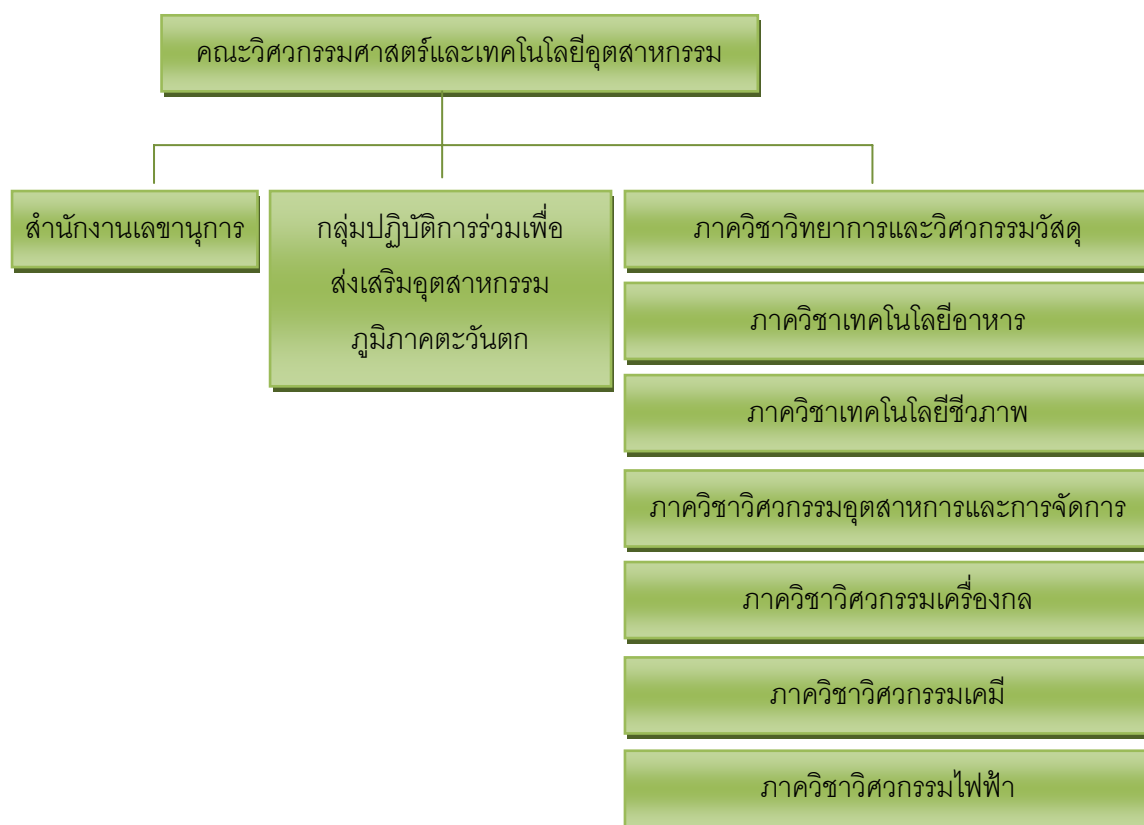 คณะวิศวกรรมศาสตร์และเทคโนโลยีอุตสาหกรรม
สำนักงานเลขานุการ
กลุ่มปฏิบัติการร่วมเพื่อ
ส่งเสริมอุตสาหกรรม
ภูมิภาคตะวันตก
ภาควิชาวิทยาการและวิศวกรรมวัสดุ
ภาควิชาเทคโนโลยีอาหาร
ภาควิชาเทคโนโลยีชีวภาพ
ภาควิชาวิศวกรรมอุตสาหการและการจัดการ
ภาควิชาวิศวกรรมเครื่องกล
ภาควิชาวิศวกรรมเคมี
ภาควิชาวิศวกรรมไฟฟ้า